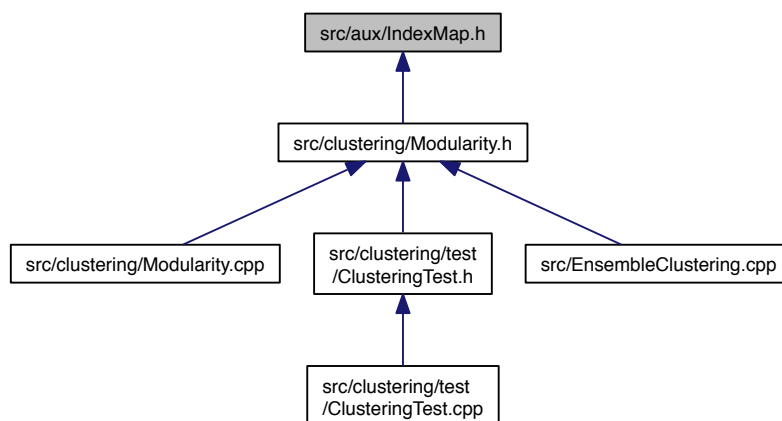 src/aux/IndexMap.h
src/clustering/Modularity.h
src/clustering/Modularity.cpp
src/clustering/test
/ClusteringTest.h
src/EnsembleClustering.cpp
src/clustering/test
/ClusteringTest.cpp